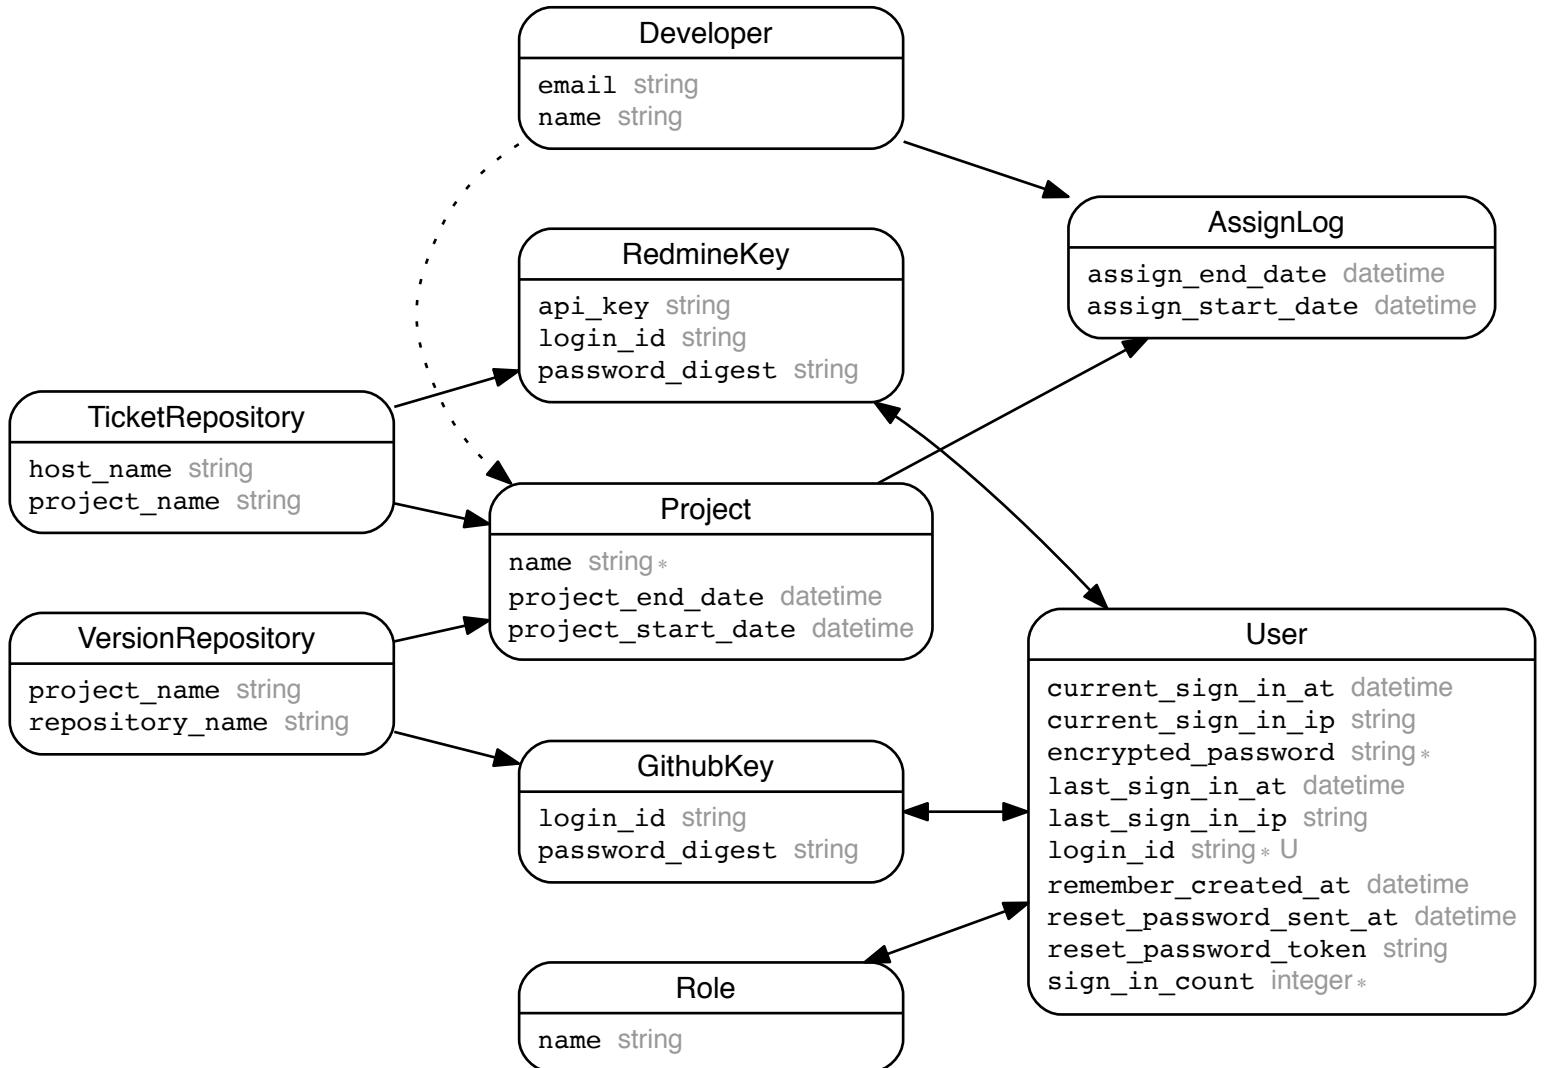 Developer
email string
name string
AssignLog
assign_end_date datetime
assign_start_date datetime
RedmineKey
api_key string
login_id string
password_digest string
TicketRepository
host_name string
project_name string
Project
name string*
project_end_date datetime
project_start_date datetime
VersionRepository
project_name string
repository_name string
User
current_sign_in_at datetime
current_sign_in_ip string
encrypted_password string*
last_sign_in_at datetime
last_sign_in_ip string
login_id string* U
remember_created_at datetime
reset_password_sent_at datetime
reset_password_token string
sign_in_count integer*
GithubKey
login_id string
password_digest string
Role
name string